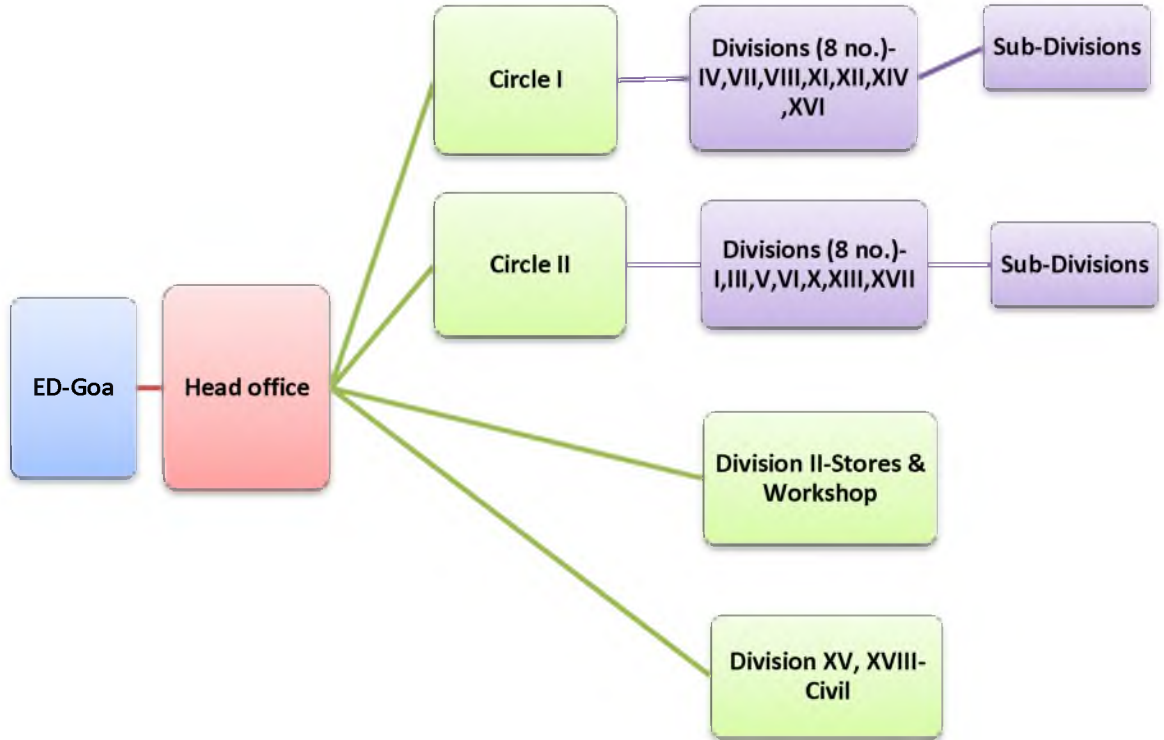 ED-Goa
Head office
Circle I
Divisions (8 no.)-
IV,VII,VIII,XI,XII,XIV
,XVI
Sub-Divisions
Circle II
Divisions (8 no.)-
I,III,V,VI,X,XIII,XVII
Sub-Divisions
Division II-Stores &
Workshop
Division XV, XVIII-
Civil